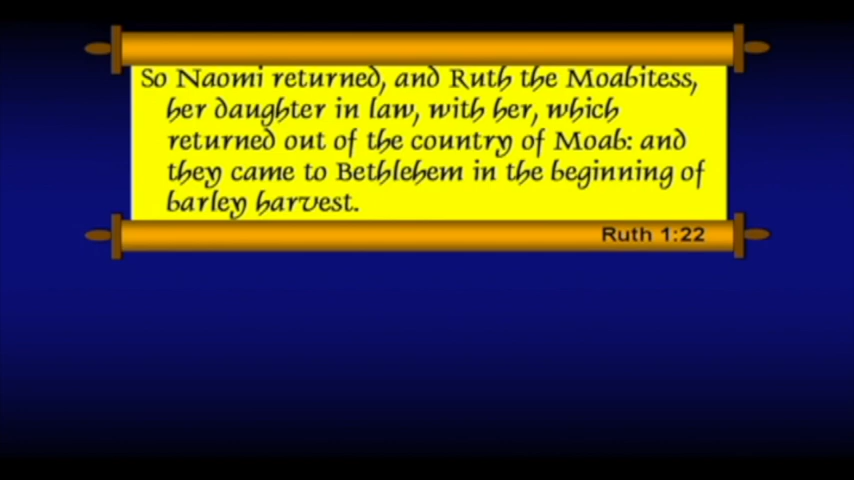 So Naomi returned, and Ruth the Moabitess,
her daughter in law, with her, which
returned out of the country of Moab: and
they came to Bethlehem in the beginning of
barley harvest.
Ruth 1:22